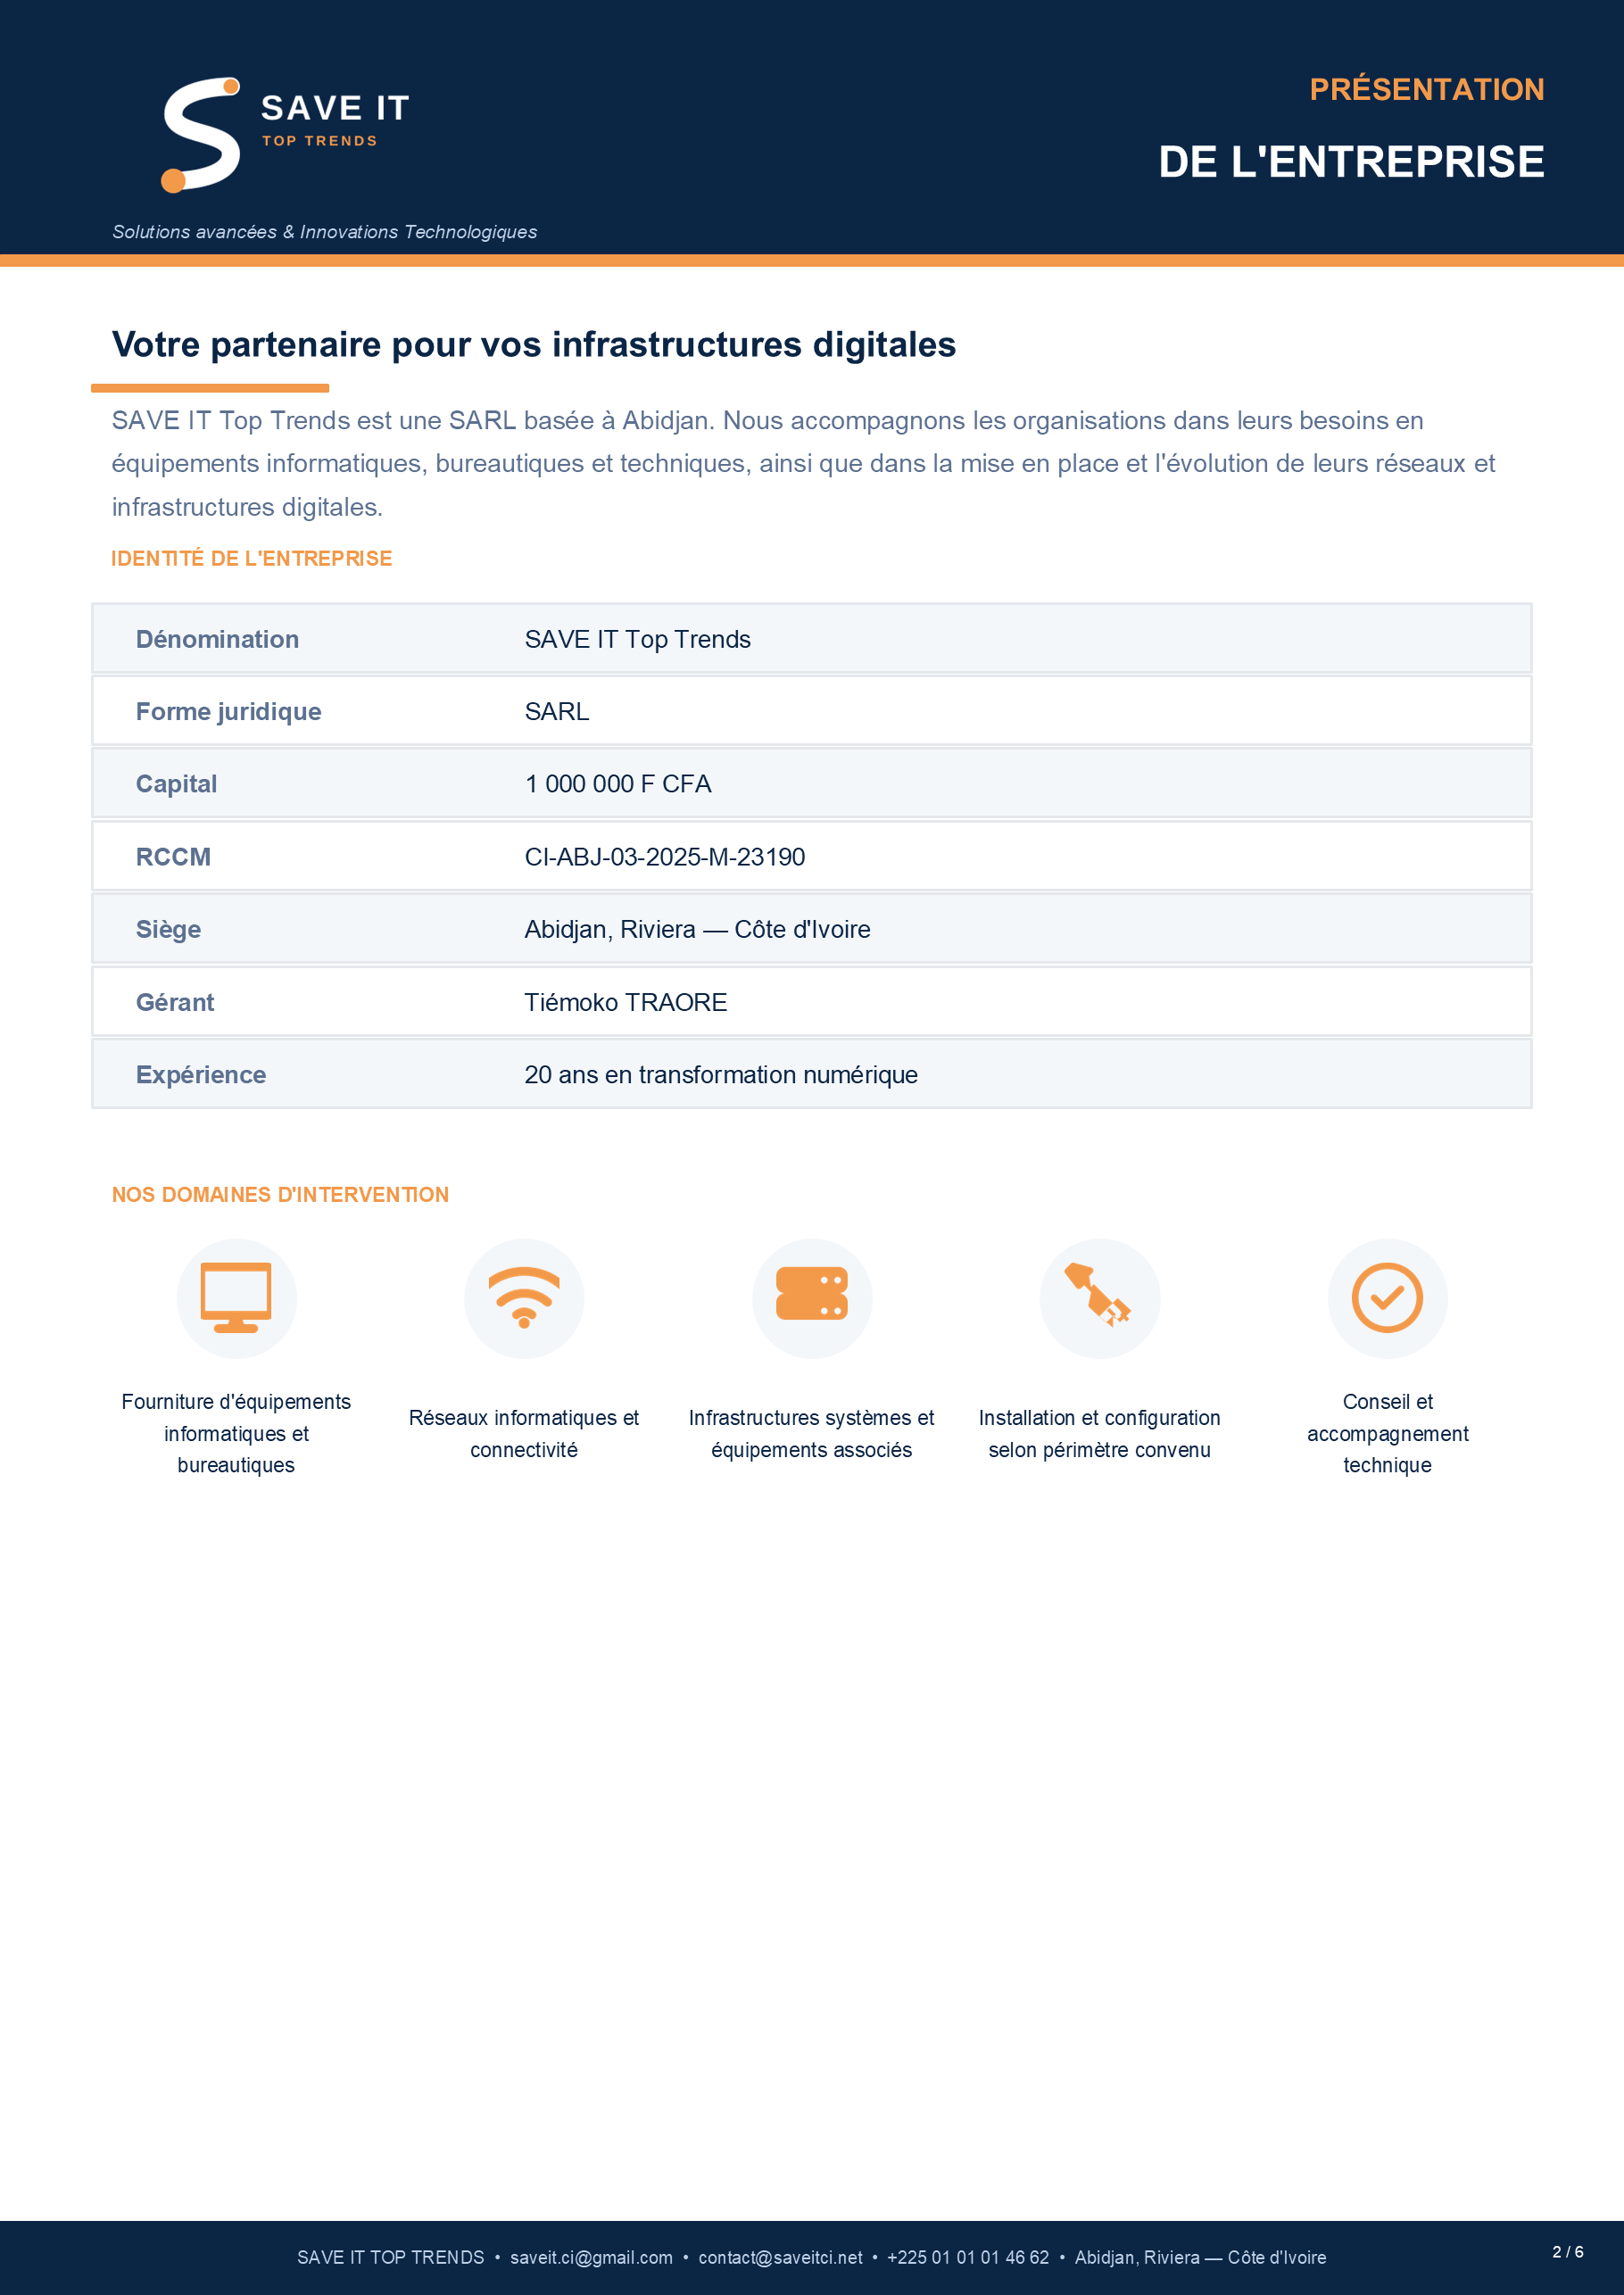 SAVE IT
TOP TRENDS
Solutions avancées & Innovations Technologiques
PRÉSENTATION
DE L'ENTREPRISE
Votre partenaire pour vos infrastructures digitales
SAVE IT Top Trends est une SARL basée à Abidjan. Nous accompagnons les organisations dans leurs besoins en
équipements informatiques, bureautiques et techniques, ainsi que dans la mise en place et l'évolution de leurs réseaux et
infrastructures digitales.
IDENTITÉ DE L'ENTREPRISE
Dénomination SAVE IT Top Trends
Forme juridique SARL
Capital 1 000 000 F CFA
RCCM CI-ABJ-03-2025-M-23190
Siège Abidjan, Riviera — Côte d'Ivoire
Gérant Tiémoko TRAORE
Expérience 20 ans en transformation numérique
NOS DOMAINES D'INTERVENTION
Fourniture d'équipements
informatiques et
bureautiques
Réseaux informatiques et
connectivité
Infrastructures systèmes et
équipements associés
Installation et configuration
selon périmètre convenu
Conseil et
accompagnement
technique
SAVE IT TOP TRENDS • saveit.ci@gmail.com • contact@saveitci.net • +225 01 01 01 46 62 • Abidjan, Riviera — Côte d'Ivoire
2 / 6